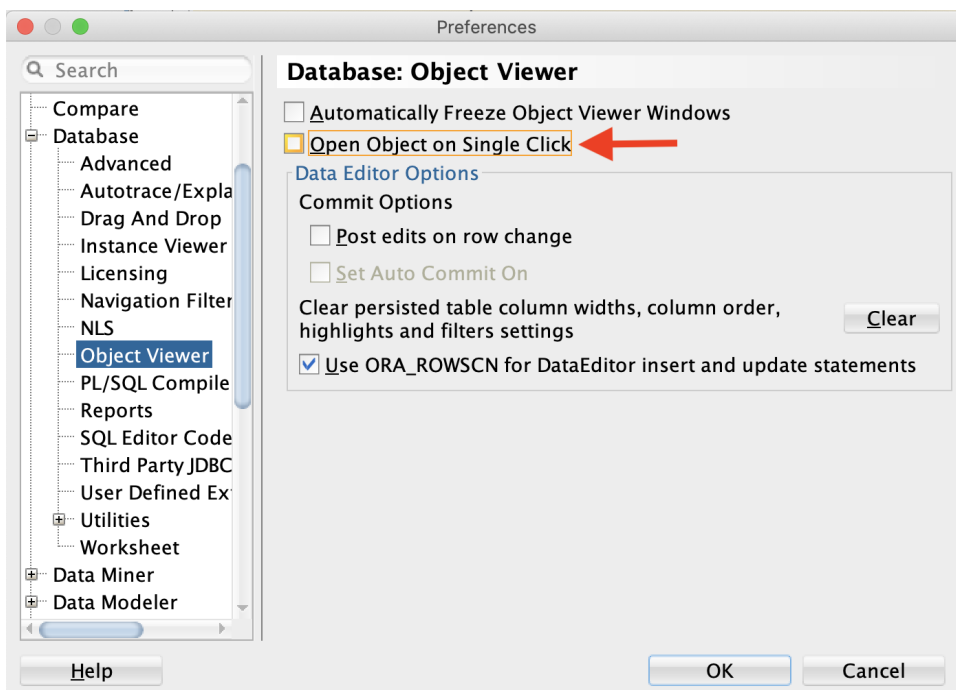 Preferences
Search
Compare
Database
Advanced
Autotrace/Expla
Drag And Drop
Instance Viewer
Licensing
Navigation Filter
NLS
Object Viewer
PL/SQL Compile
Reports
SQL Editor Code
Third Party JDBC
User Defined Ex
Utilities
Worksheet
Data Miner
Data Modeler
Database: Object Viewer
Automatically Freeze Object Viewer Windows
Open Object on Single Click
Data Editor Options
Commit Options
Post edits on row change
Set Auto Commit On
Clear persisted table column widths, column order,
highlights and filters settings
Clear
Use ORA_ROWSCN for DataEditor insert and update statements
Help
OK
Cancel